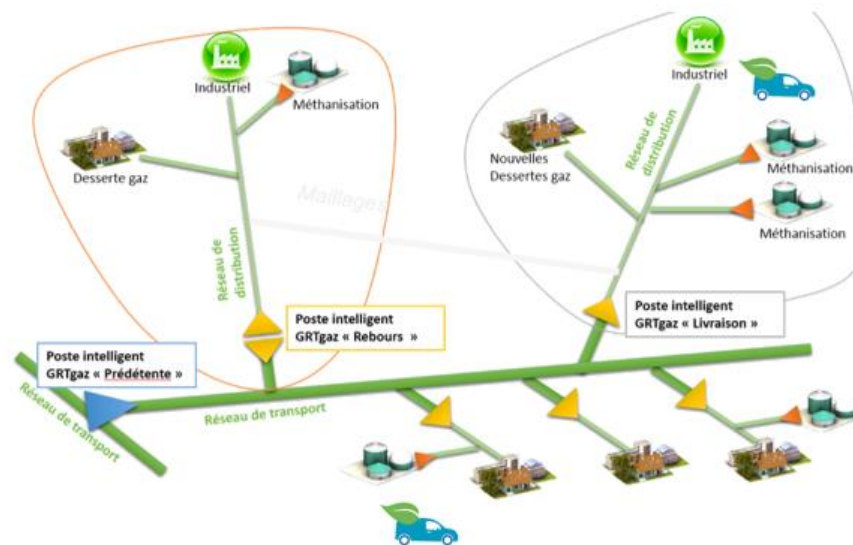 Industriel
Méthanisation
Desserte gaz
Réseau de
distribution
Mailleges
Industriel
Réseau de
distribution
Nouvelles
Dessertes gaz
Méthanisation
Méthanisation
Poste intelligent
GRTgaz « Rebours »
Poste intelligent
GRTgaz « Livraison »
Poste intelligent
GRTgaz « Prédétente »
Réseau de transport
Réseau de transport